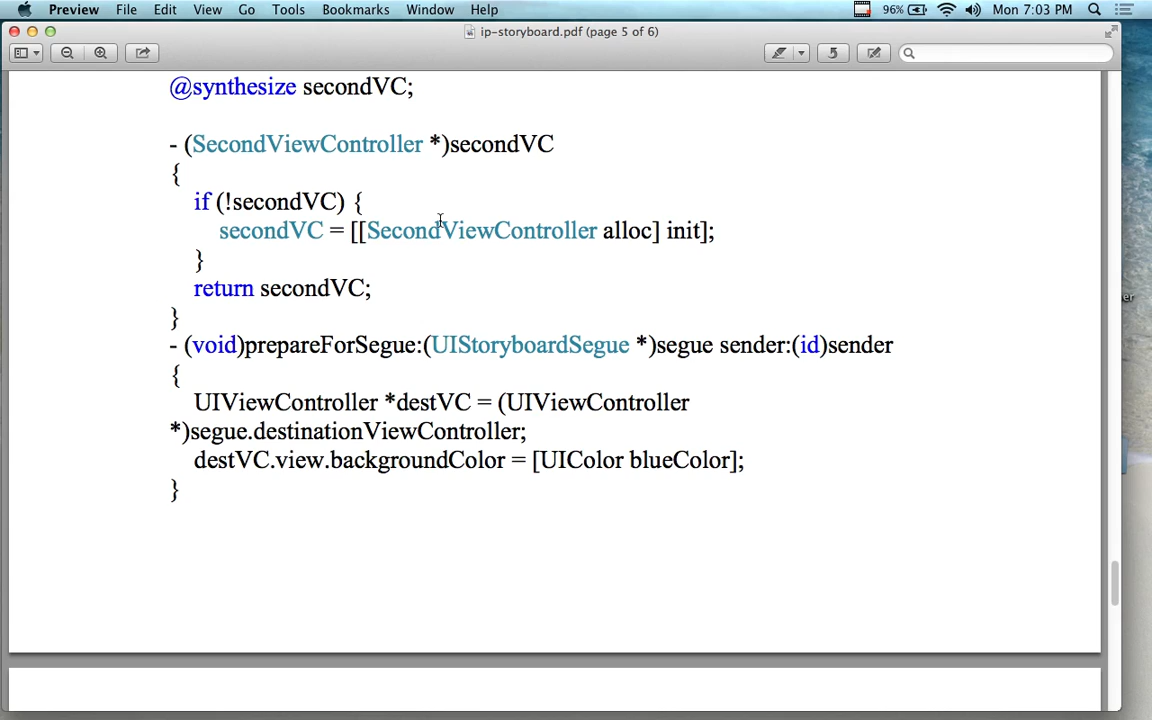 Preview File Edit View Go Tools Bookmarks Window Help 96% Mon 7:03 PM
ip-storyboard.pdf (page 5 of 6)
@synthesize secondVC;
- (SecondViewController *)secondVC
{
if (!secondVC) {
secondVC = [[SecondViewController alloc] init];
}
return secondVC;
}
- (void)prepareForSegue:(UIStoryboardSegue *)segue sender:(id)sender
{
UIViewController *destVC = (UIViewController
*)segue.destinationViewController;
destVC.view.backgroundColor = [UIColor blueColor];
}
er